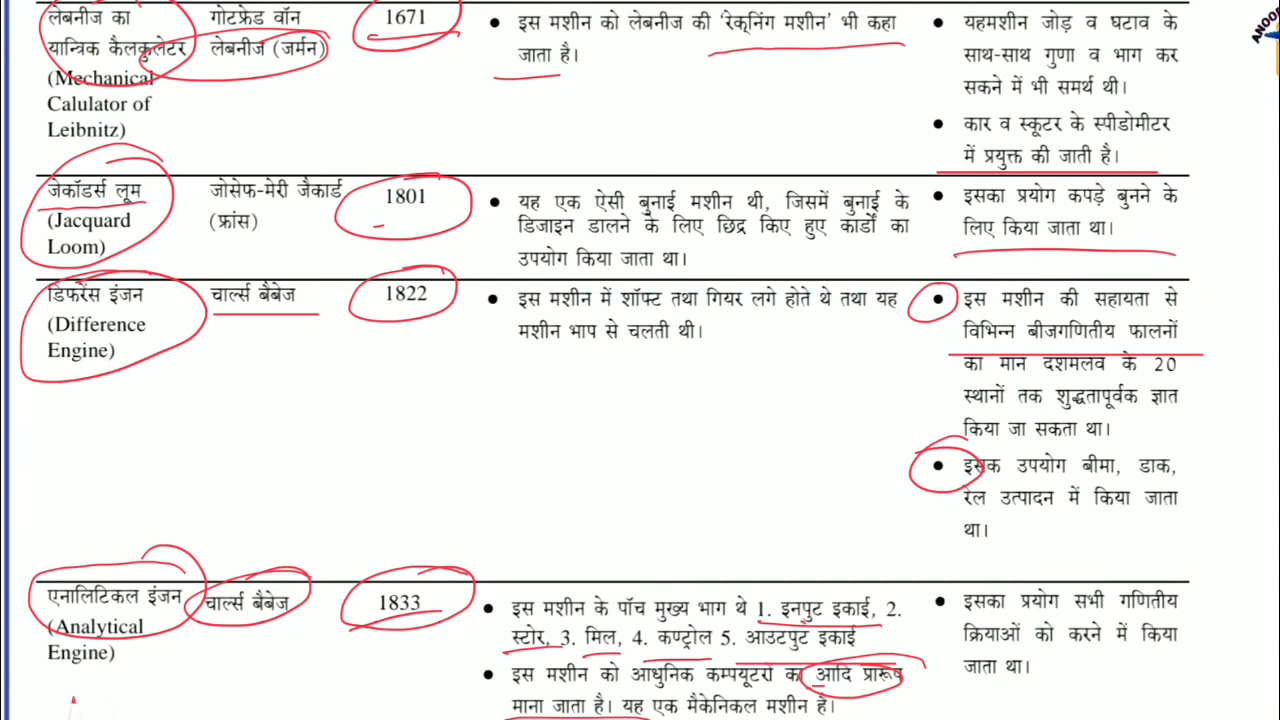 लेबनीज का
यान्त्रिक कैलकुलेटर
(Mechanical
Calulator of
Leibnitz)
गोटफ्रेड वॉन
लेबनीज (जर्मन)
1671
• इस मशीन को लेबनीज की ‘रेक्निंग मशीन’ भी कहा
जाता है।
• यहमशीन जोड़ व घटाव के
साथ-साथ गुणा व भाग कर
सकने में भी समर्थ थी।
• कार व स्कूटर के स्पीडोमीटर
में प्रयुक्त की जाती है।
जेकॉडर्स लूम
(Jacquard
Loom)
जोसेफ-मेरी जैकार्ड
(फ्रांस)
1801
• यह एक ऐसी बुनाई मशीन थी, जिसमें बुनाई के
डिजाइन डालने के लिए छिद्र किए हुए कार्डों का
उपयोग किया जाता था।
• इसका प्रयोग कपड़े बुनने के
लिए किया जाता था।
डिफरेंस इंजन
(Difference
Engine)
चार्ल्स बैबेज
1822
• इस मशीन में शॉफ्ट तथा गियर लगे होते थे तथा यह
मशीन भाप से चलती थी।
• इस मशीन की सहायता से
विभिन्न बीजगणितीय फालनों
का मान दशमलव के 20
स्थानों तक शुद्धतापूर्वक ज्ञात
किया जा सकता था।
• इसक उपयोग बीमा, डाक,
रेल उत्पादन में किया जाता
था।
एनालिटिकल इंजन
(Analytical
Engine)
चार्ल्स बैबेज
1833
• इस मशीन के पॉच मुख्य भाग थे 1. इनपुट इकाई, 2.
स्टोर, 3. मिल, 4. कण्ट्रोल 5. आउटपुट इकाई
• इस मशीन को आधुनिक कम्पयूटरों का आदि प्रारूप
माना जाता है। यह एक मैकेनिकल मशीन है।
• इसका प्रयोग सभी गणितीय
क्रियाओं को करने में किया
जाता था।